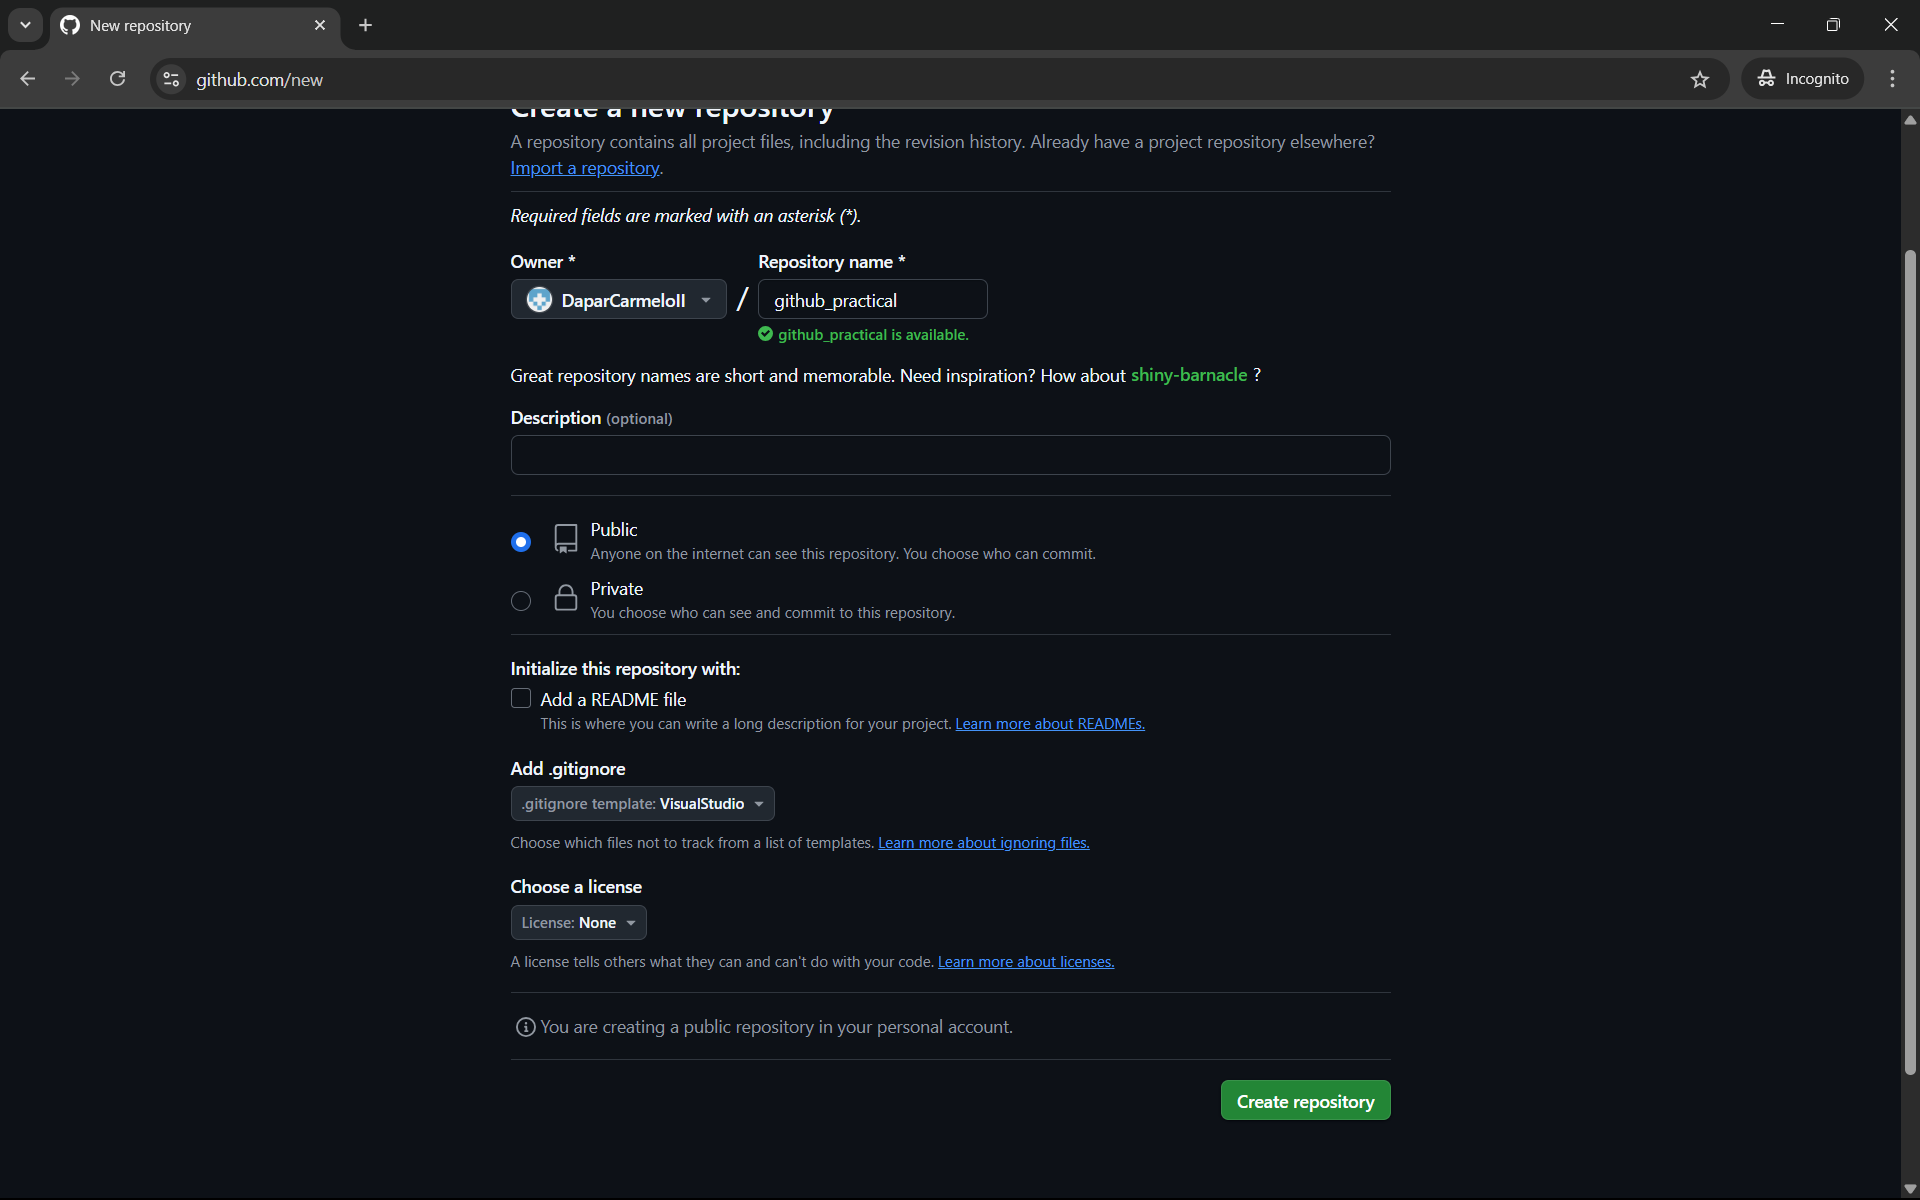 New repository
github.com/new
Incognito
Create a new repository
A repository contains all project files, including the revision history. Already have a project repository elsewhere?
Import a repository.
Required fields are marked with an asterisk (*).
Owner *
Repository name *
DaparCarmeloII
/
github_practical
github_practical is available.
Great repository names are short and memorable. Need inspiration? How about shiny-barnacle ?
Description (optional)
Public
Anyone on the internet can see this repository. You choose who can commit.
Private
You choose who can see and commit to this repository.
Initialize this repository with:
Add a README file
This is where you can write a long description for your project. Learn more about READMEs.
Add .gitignore
.gitignore template: VisualStudio
Choose which files not to track from a list of templates. Learn more about ignoring files.
Choose a license
License: None
A license tells others what they can and can't do with your code. Learn more about licenses.
You are creating a public repository in your personal account.
Create repository